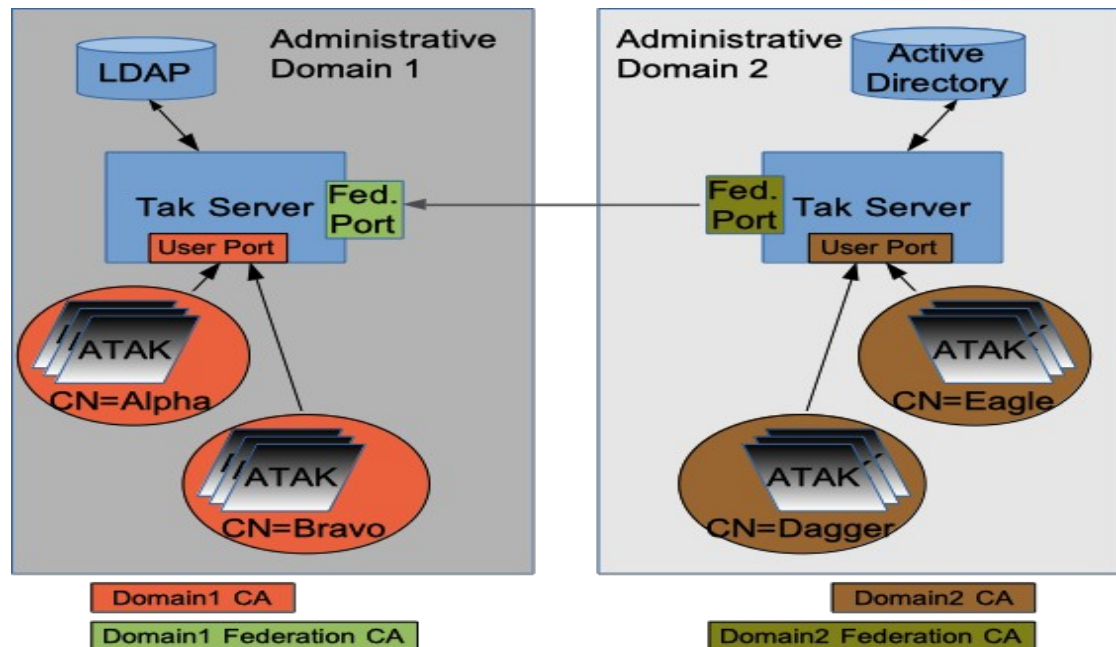 Administrative
Domain 1
LDAP
Tak Server
Fed.
Port
User Port
ATAK
CN=Alpha
ATAK
CN=Bravo
Administrative
Domain 2
Active
Directory
Fed.
Port
Tak Server
User Port
ATAK
CN=Eagle
ATAK
CN=Dagger
Domain1 CA
Domain1 Federation CA
Domain2 CA
Domain2 Federation CA